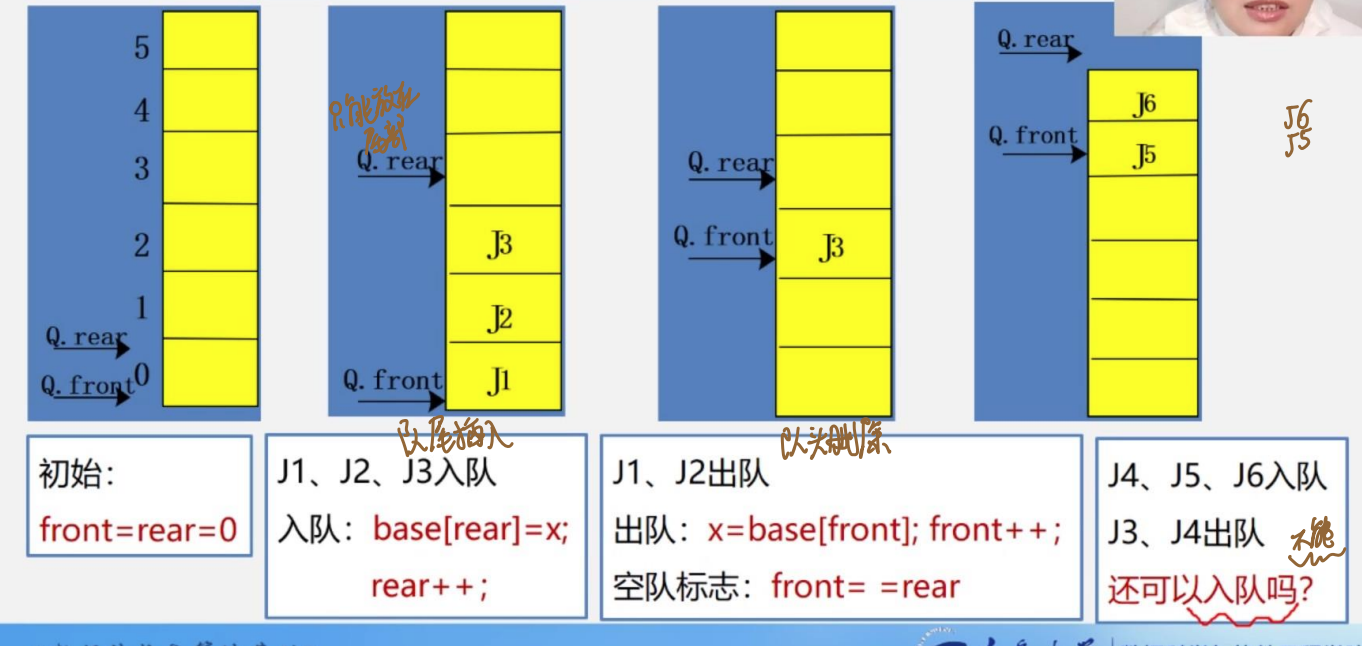 5
4
3
2
1
0
Q.rear
Q.front
只能放在
尾部
Q.rear
J3
J2
Q.front
J1
Q.rear
Q.front
J3
Q.rear
J6
Q.front
J5
J6
J5
队尾插入
队头删除
初始:
front=rear=0
J1、J2、J3入队
入队: base[rear]=x;
rear++;
J1、J2出队
出队: x=base[front]; front++;
空队标志: front= =rear
J4、J5、J6入队
J3、J4出队
不能
还可以入队吗?